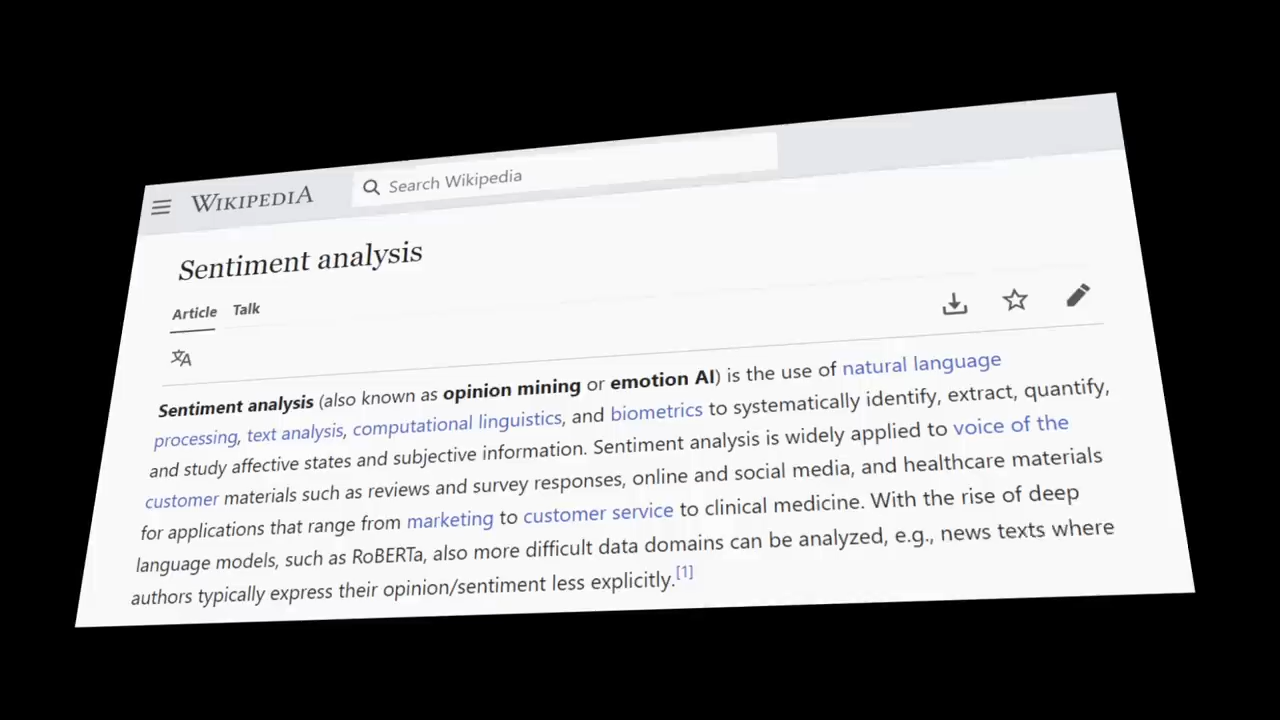 WIKIPEDIA
Search Wikipedia
Sentiment analysis
Article Talk
Sentiment analysis (also known as opinion mining or emotion AI) is the use of natural language
processing, text analysis, computational linguistics, and biometrics to systematically identify, extract, quantify,
and study affective states and subjective information. Sentiment analysis is widely applied to voice of the
customer materials such as reviews and survey responses, online and social media, and healthcare materials
for applications that range from marketing to customer service to clinical medicine. With the rise of deep
language models, such as RoBERTa, also more difficult data domains can be analyzed, e.g., news texts where
authors typically express their opinion/sentiment less explicitly.[1]